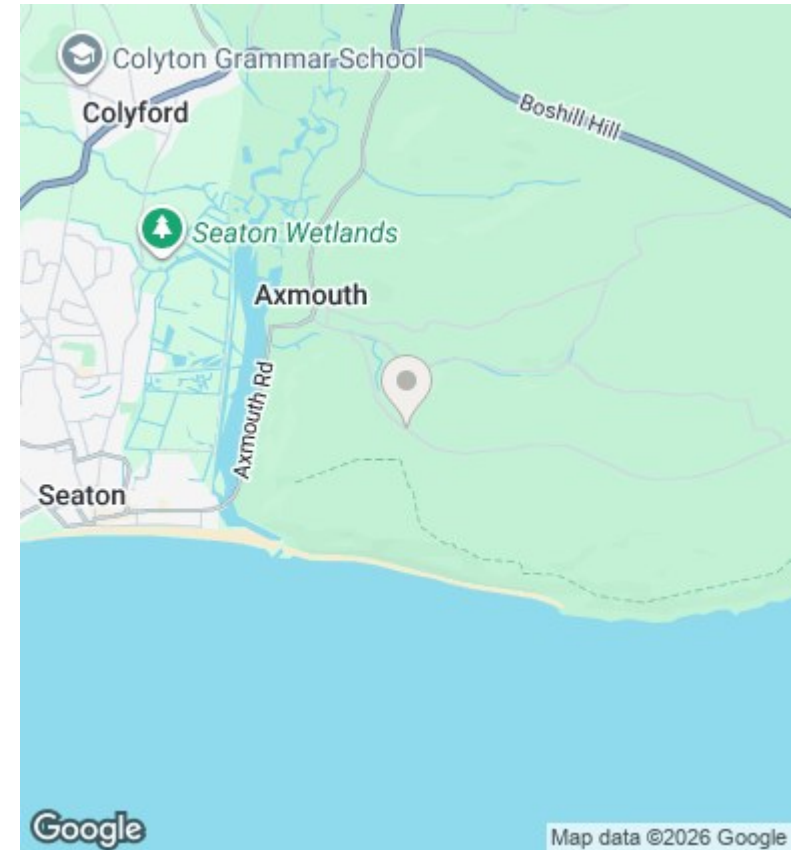 Colyton Grammar School
Colyford
Boshill Hill
Seaton Wetlands
Axmouth
Axmouth Rd
Seaton
Google
Map data ©2026 Google